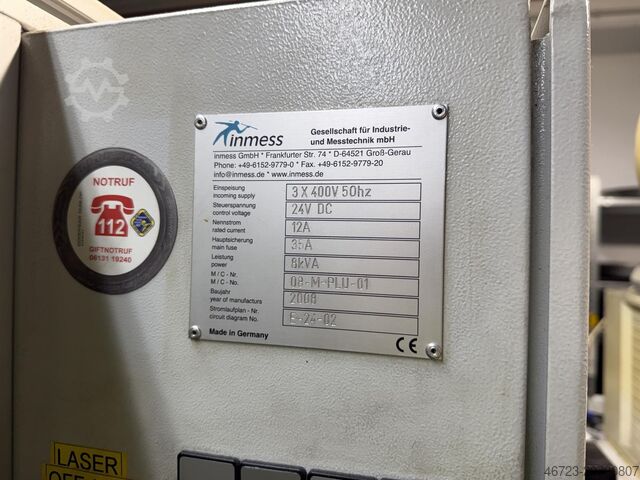 inmess
Gesellschaft für Industrie-
und Messtechnik mbH
inmess GmbH * Frankfurter Str. 74 * D-64521 Groß-Gerau
Phone: +49-6152-9779-0 * Fax. +49-6152-9779-20
info@inmess.de * www.inmess.de
Einspeisung
incoming supply
3 X 400V 50hz
Steuerspannung
control voltage
24V DC
Nennstrom
rated current
12A
Hauptsicherung
main fuse
35A
Leistung
power
8kVA
M / C - Nr.
M / C - No.
08-M-PLU-01
Baujahr
year of manufacturs
2008
Stromlaufplan - Nr.
circuit diagram No.
E-24-02
Made in Germany
CE
NOTRUF
112
GIFTNOTRUF
06131 19240
LASER